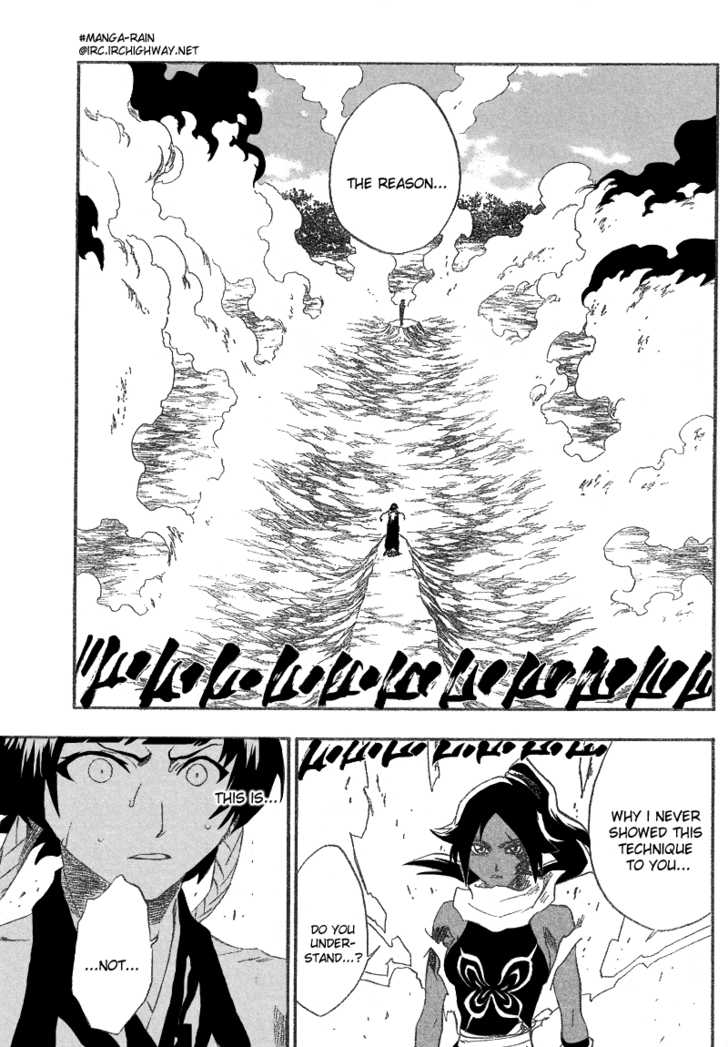 #MANGA-RAIN
@IRC.IRCHIGHWAY.NET
THE REASON...
WHY I NEVER
SHOWED THIS
TECHNIQUE
TO YOU...
DO YOU
UNDER-
STAND...?
THIS IS...
...NOT...